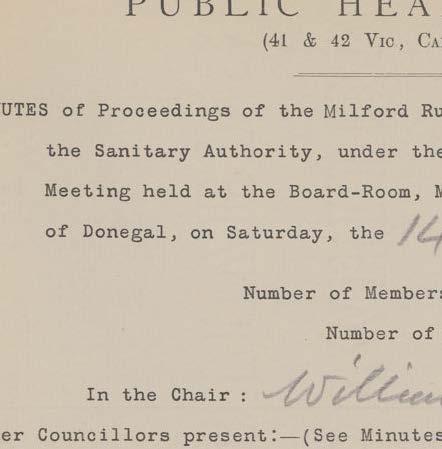 PUBLIC HEA
(41 & 42 Vic, Ca
UTES of Proceedings of the Milford Ru
the Sanitary Authority, under the
Meeting held at the Board-Room, M
of Donegal, on Saturday, the 14
Number of Members
Number of
In the Chair : William
er Councillors present:—(See Minutes